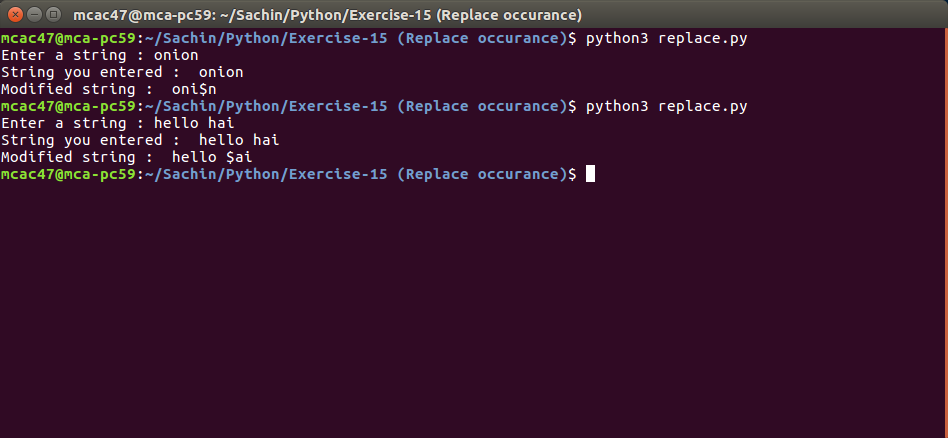 mcac47@mca-pc59: ~/Sachin/Python/Exercise-15 (Replace occurance)
mcac47@mca-pc59:~/Sachin/Python/Exercise-15 (Replace occurance)$ python3 replace.py
Enter a string : onion
String you entered :  onion
Modified string :  oni$n
mcac47@mca-pc59:~/Sachin/Python/Exercise-15 (Replace occurance)$ python3 replace.py
Enter a string : hello hai
String you entered :  hello hai
Modified string :  hello $ai
mcac47@mca-pc59:~/Sachin/Python/Exercise-15 (Replace occurance)$